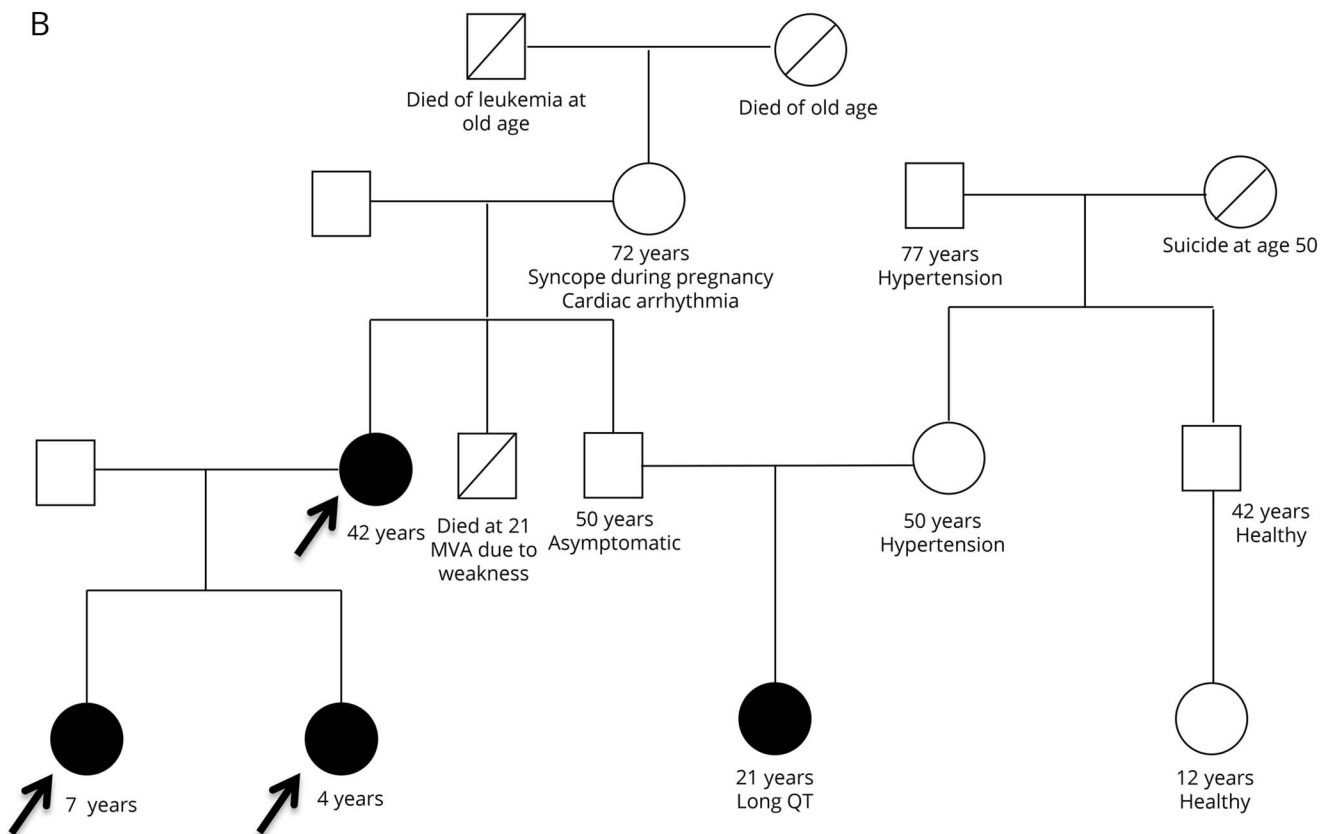 B
Died of leukemia at
old age
Died of old age
72 years
Syncope during pregnancy
Cardiac arrhythmia
77 years
Hypertension
Suicide at age 50
42 years
Died at 21
MVA due to
weakness
50 years
Asymptomatic
50 years
Hypertension
42 years
Healthy
7 years
4 years
21 years
Long QT
12 years
Healthy